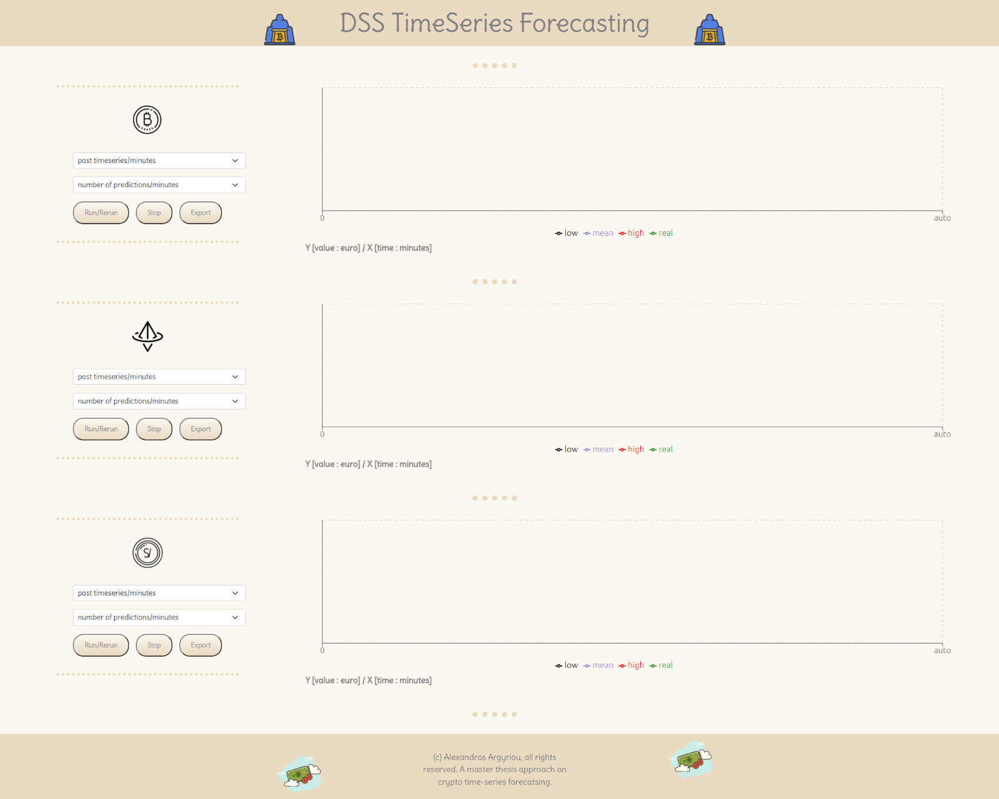 DSS TimeSeries Forecasting
past timeseries/minutes
number of predictions/minutes
Run/Rerun Stop Export
0 auto
low mean high real
Y [value : euro] / X [time : minutes]
past timeseries/minutes
number of predictions/minutes
Run/Rerun Stop Export
0 auto
low mean high real
Y [value : euro] / X [time : minutes]
S/
past timeseries/minutes
number of predictions/minutes
Run/Rerun Stop Export
0 auto
low mean high real
Y [value : euro] / X [time : minutes]
(c) Alexandros Argyriou, all rights
reserved. A master thesis approach on
crypto time-series forecatsing.